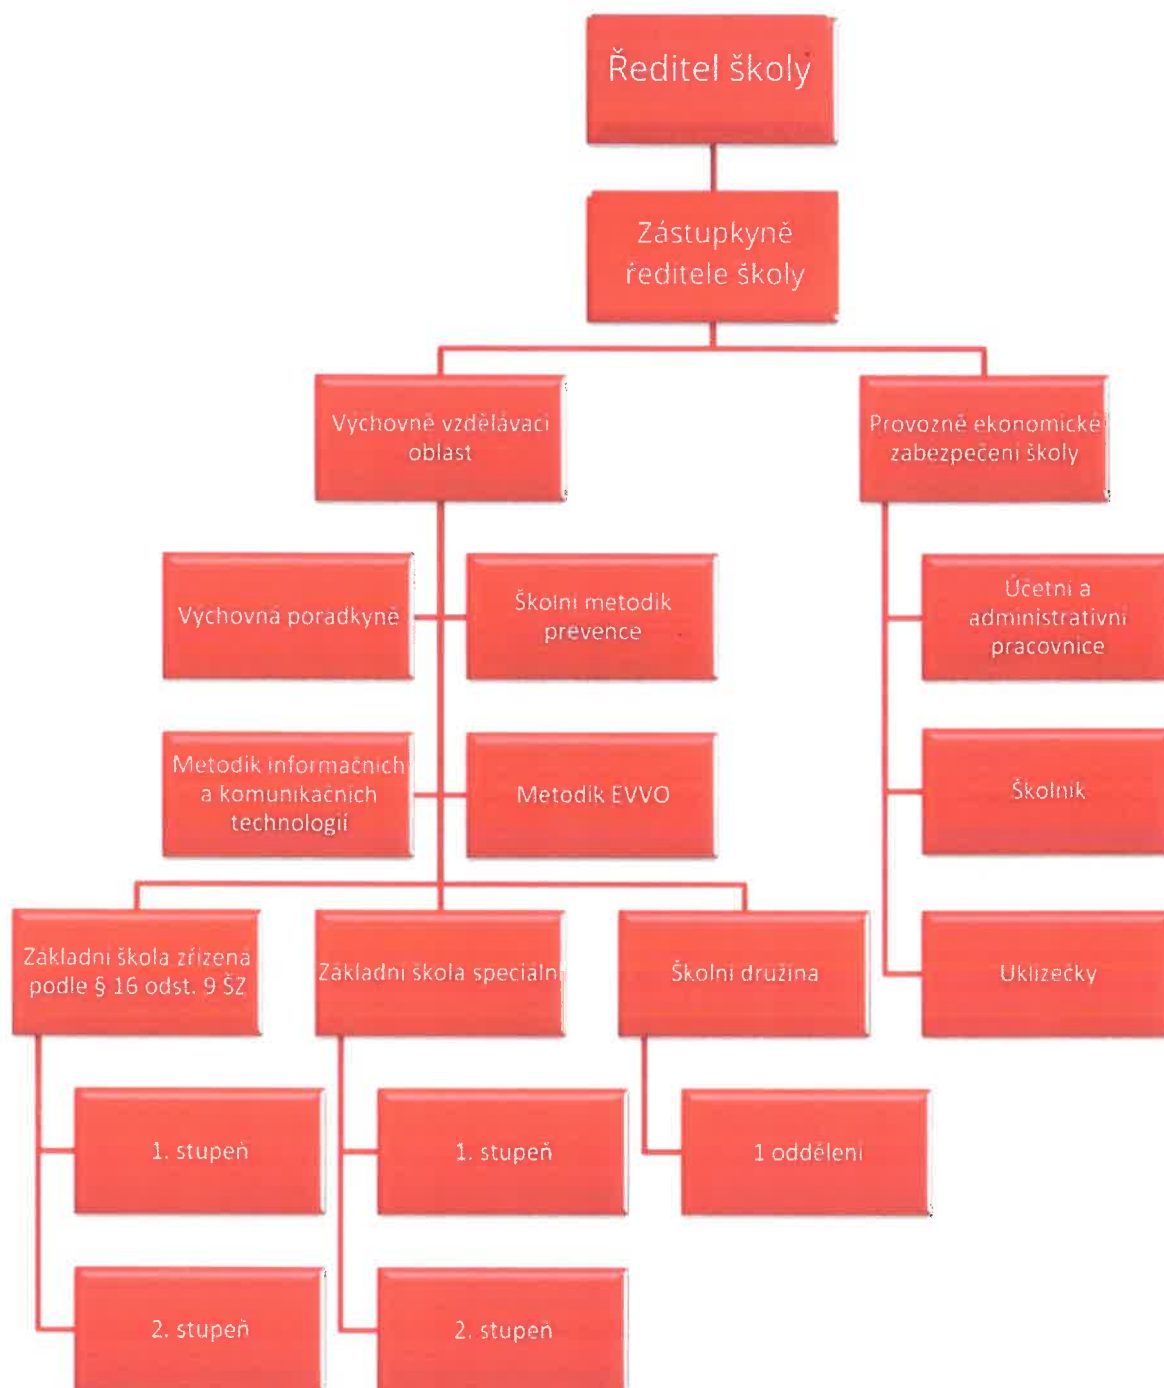 Ředitel školy
Zástupkyně
ředitele školy
Výchovně vzdělávací
oblast
Provozně ekonomické
zabezpečení školy
Výchovná poradkyně
Školní metodik
prevence
Účetní a
administrativní
pracovnice
Metodik informačních
a komunikačních
technologií
Metodik EVVO
Školník
Základní škola zřízená
podle § 16 odst. 9 ŠZ
Základní škola speciální
Školní družina
Uklízečky
1. stupeň
1. stupeň
1 oddělení
2. stupeň
2. stupeň